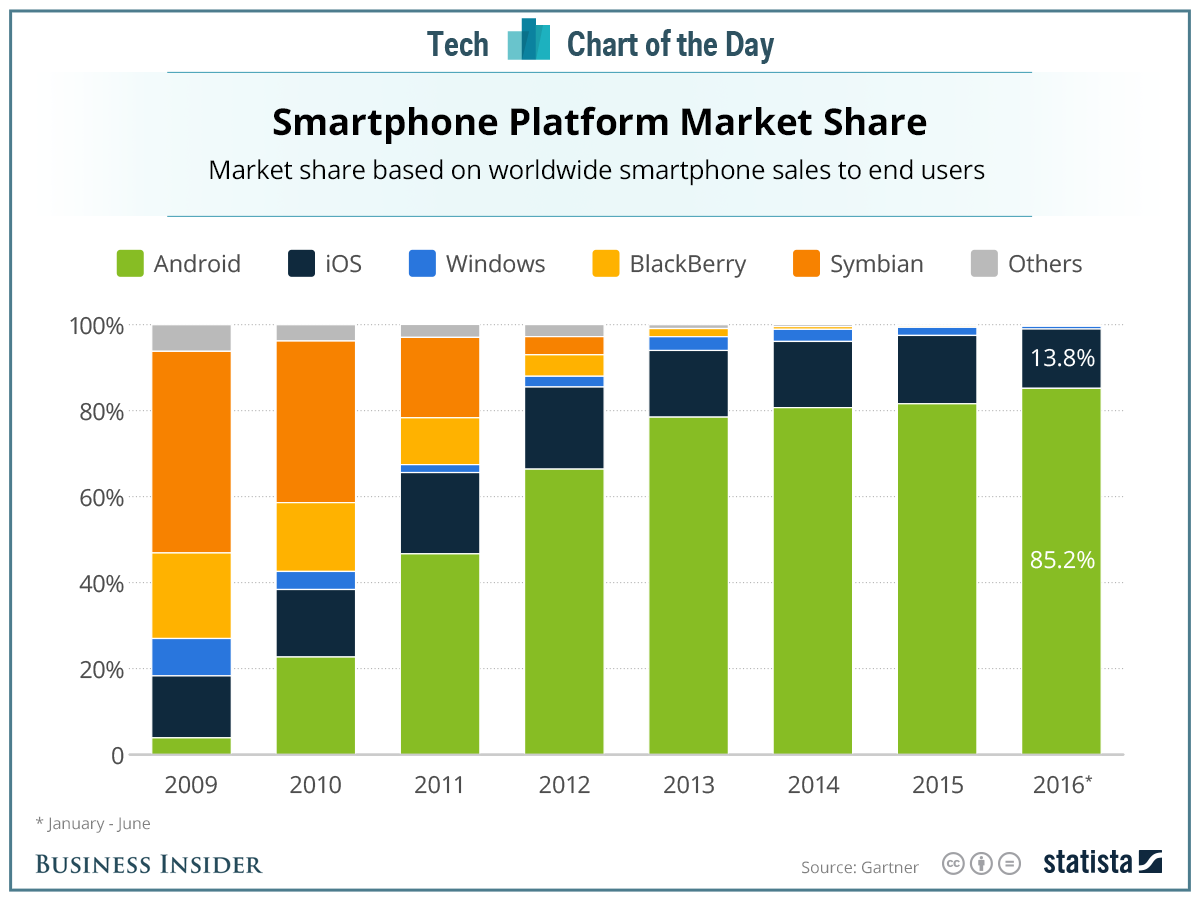 Tech Chart of the Day
Smartphone Platform Market Share
Market share based on worldwide smartphone sales to end users
Android iOS Windows BlackBerry Symbian Others
100%
80%
60%
40%
20%
0
13.8%
85.2%
2009 2010 2011 2012 2013 2014 2015 2016*
* January - June
BUSINESS INSIDER
Source: Gartner
cc
statista